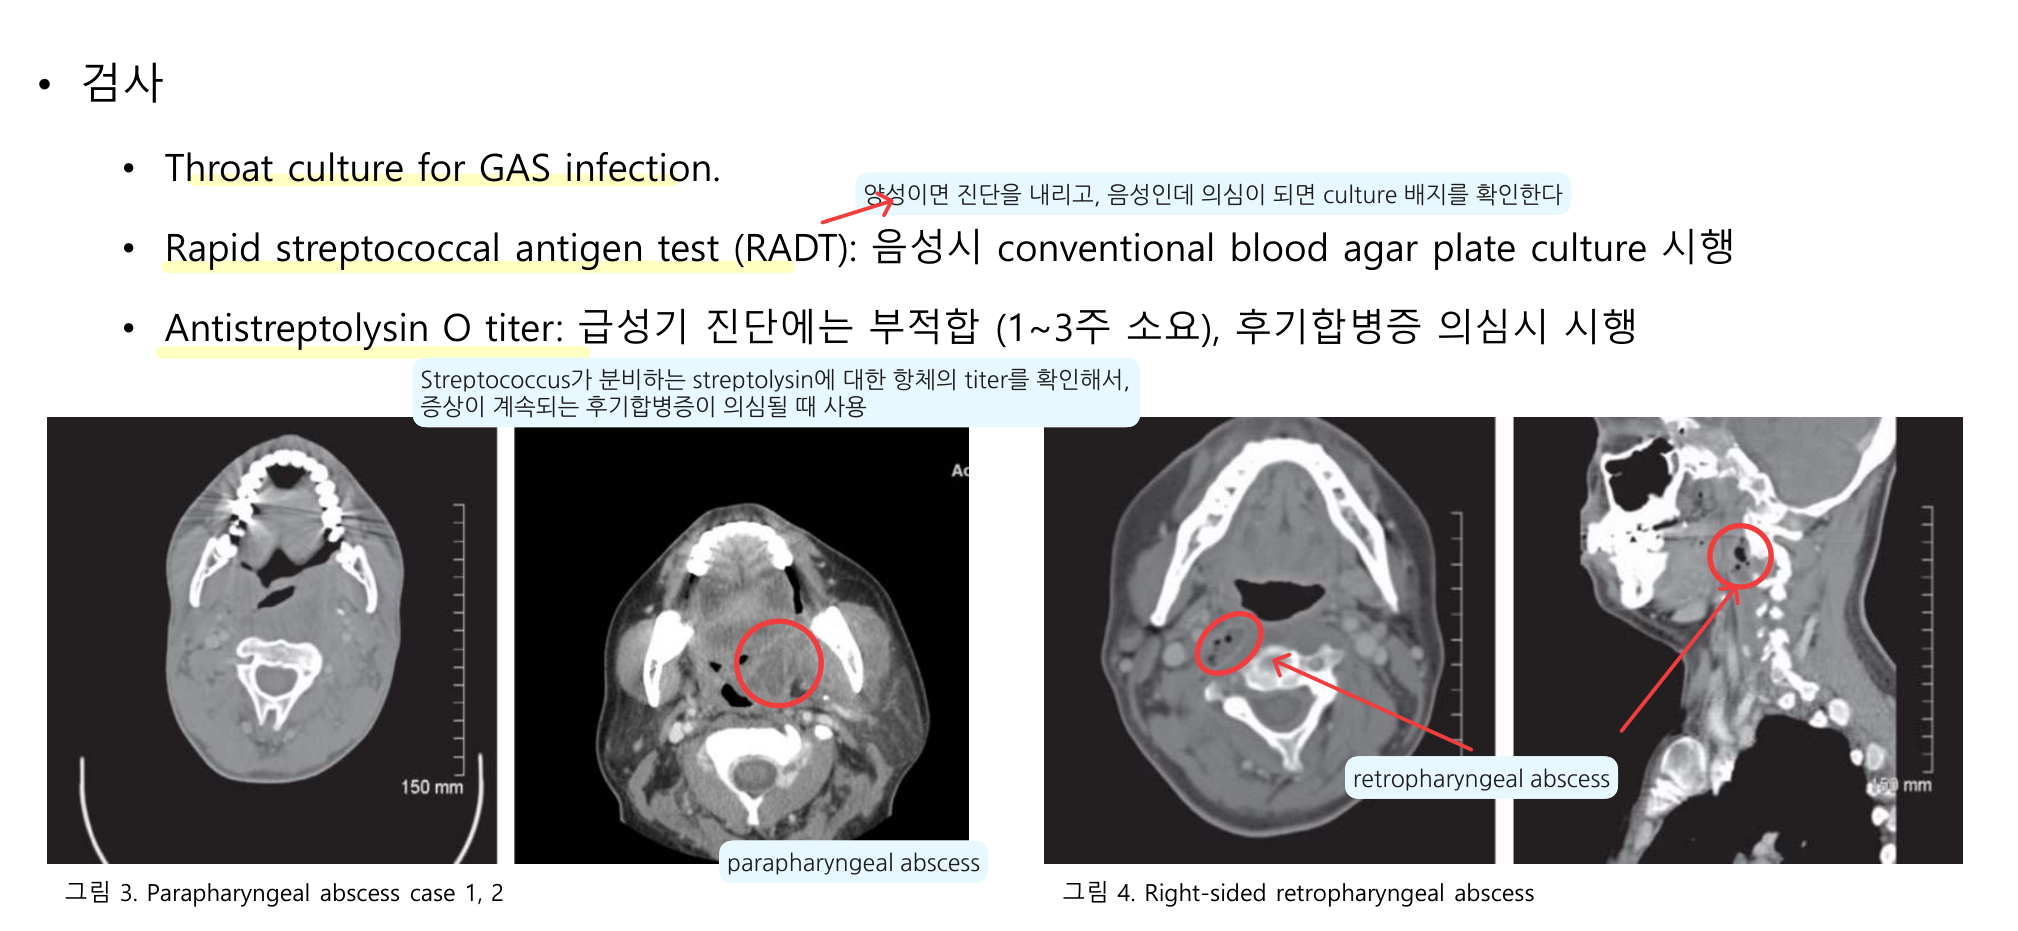 • 검사
• Throat culture for GAS infection.
양성이면 진단을 내리고, 음성인데 의심이 되면 culture 배지를 확인한다
• Rapid streptococcal antigen test (RADT): 음성시 conventional blood agar plate culture 시행
• Antistreptolysin O titer: 급성기 진단에는 부적합 (1~3주 소요), 후기합병증 의심시 시행
Streptococcus가 분비하는 streptolysin에 대한 항체의 titer를 확인해서,
증상이 계속되는 후기합병증이 의심될 때 사용
150 mm
Ac
parapharyngeal abscess
retropharyngeal abscess
150 mm
그림 3. Parapharyngeal abscess case 1, 2
그림 4. Right-sided retropharyngeal abscess